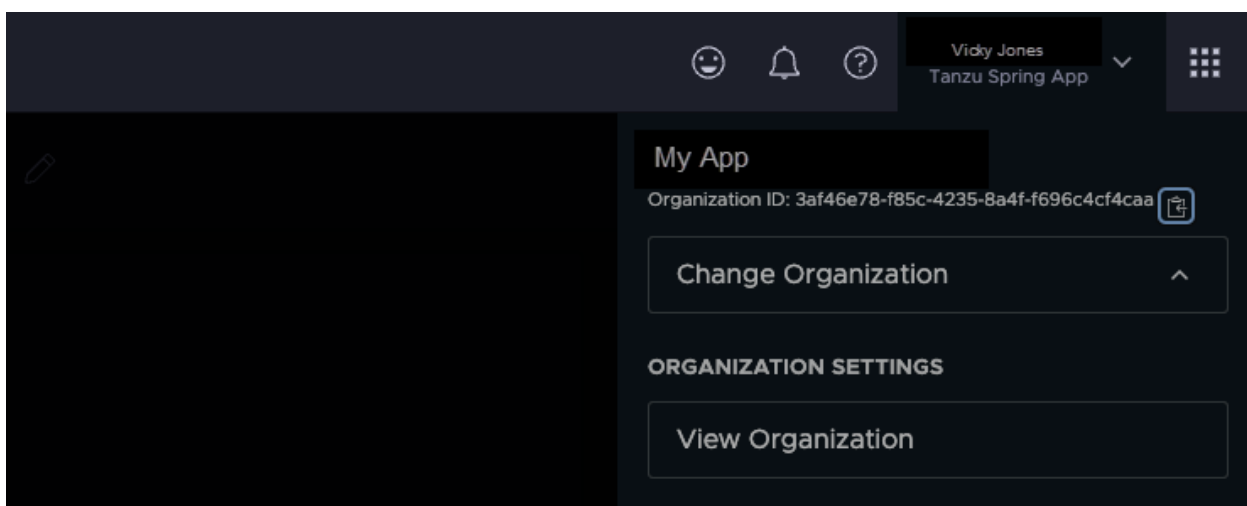 Vicky Jones
Tanzu Spring App
My App
Organization ID: 3af46e78-f85c-4235-8a4f-f696c4cf4caa
Change Organization
ORGANIZATION SETTINGS
View Organization